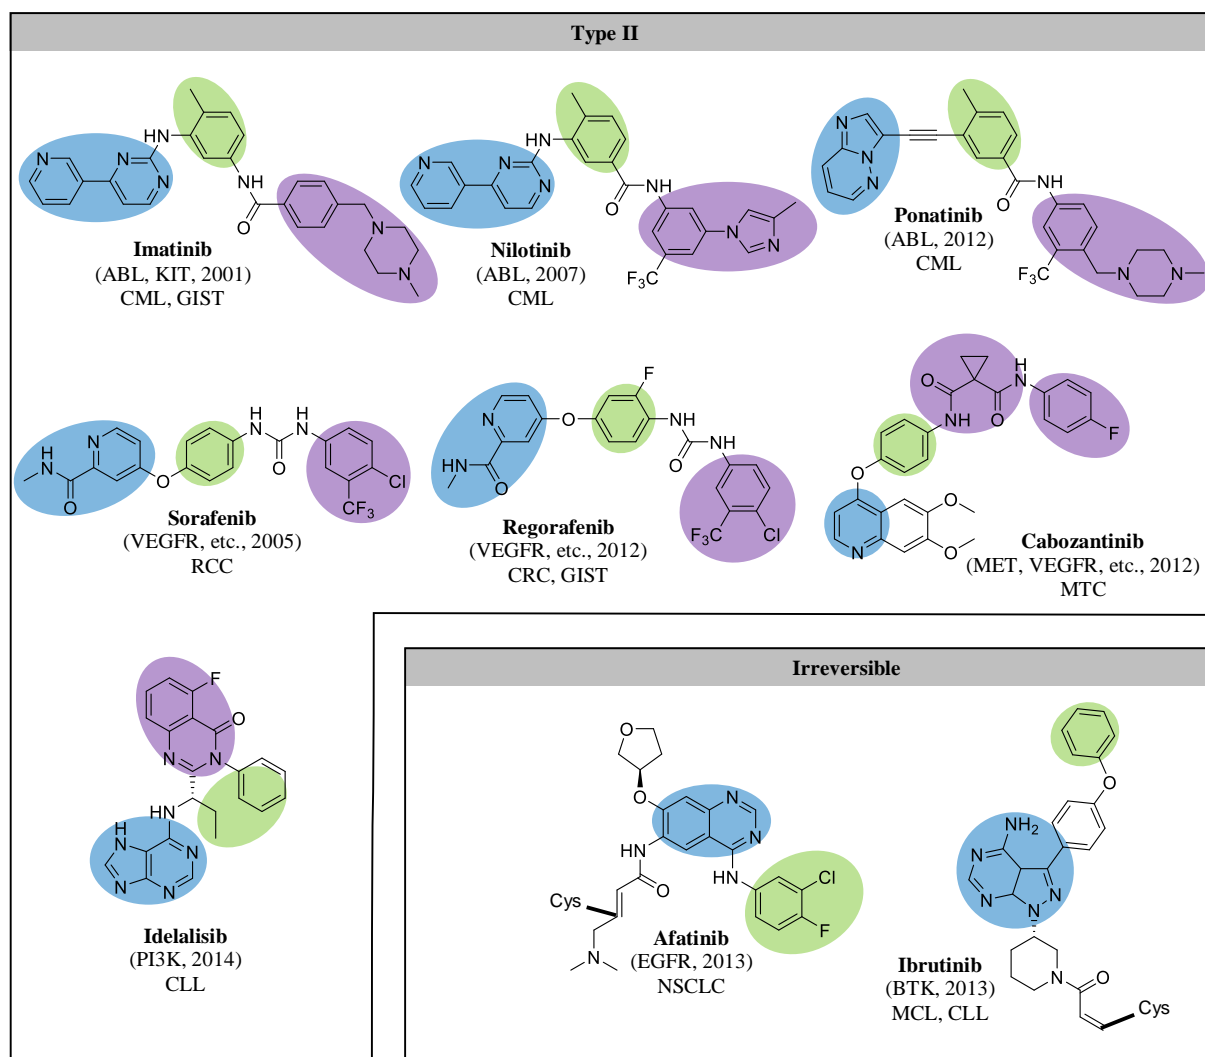 Type II
N
N
N
N
HN
NH
O
N
N
Imatinib
(ABL, KIT, 2001)
CML, GIST
N
N
N
NH
O
NH
N
N
F3C
Nilotinib
(ABL, 2007)
CML
N
N
N
O
NH
F3C
N
N
Ponatinib
(ABL, 2012)
CML
N
HN
O
O
H
N
O
H
N
Cl
CF3
Sorafenib
(VEGFR, etc., 2005)
RCC
N
HN
O
O
F
NH
O
NH
F3C
Cl
Regorafenib
(VEGFR, etc., 2012)
CRC, GIST
O
NH
O
H
N
F
O
N
O
O
Cabozantinib
(MET, VEGFR, etc., 2012)
MTC
F
O
N
N
HN
H
N
N
N
N
Idelalisib
(PI3K, 2014)
CLL
Irreversible
O
O
N
N
HN
O
NH
Cl
F
Cys
N
Afatinib
(EGFR, 2013)
NSCLC
O
NH2
N
N
N
N
N
O
Cys
Ibrutinib
(BTK, 2013)
MCL, CLL